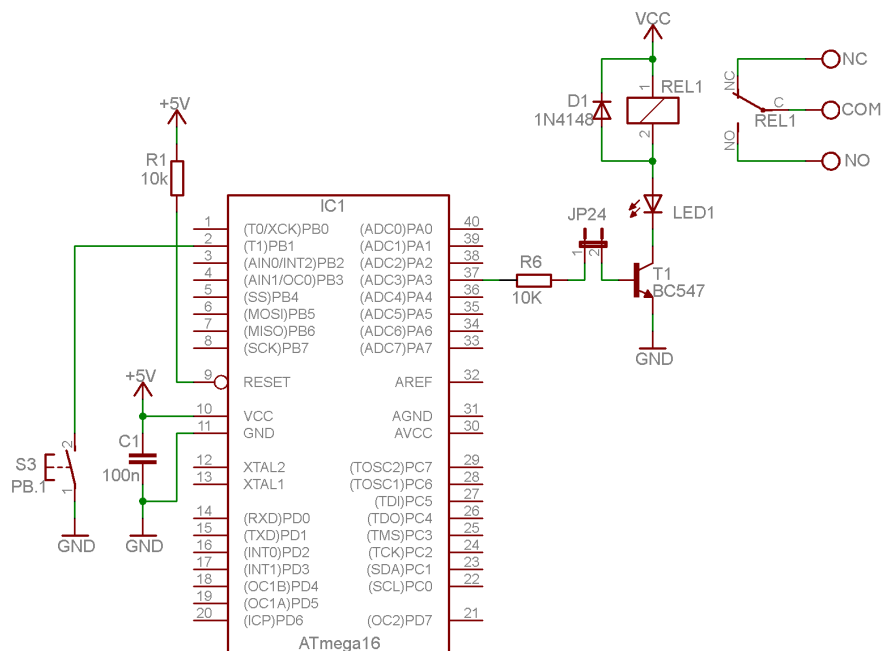 VCC
NC
COM
NO
NC
C
NO
REL1
REL1
1
2
D1
1N4148
+5V
R1
10k
IC1
1 (T0/XCK)PB0 (ADC0)PA0 40
2 (T1)PB1 (ADC1)PA1 39
3 (AIN0/INT2)PB2 (ADC2)PA2 38
4 (AIN1/OC0)PB3 (ADC3)PA3 37
5 (SS)PB4 (ADC4)PA4 36
6 (MOSI)PB5 (ADC5)PA5 35
7 (MISO)PB6 (ADC6)PA6 34
8 (SCK)PB7 (ADC7)PA7 33
9 RESET AREF 32
10 VCC AGND 31
11 GND AVCC 30
12 XTAL2 (TOSC2)PC7 29
13 XTAL1 (TOSC1)PC6 28
(TDI)PC5 27
14 (RXD)PD0 (TDO)PC4 26
15 (TXD)PD1 (TMS)PC3 25
16 (INT0)PD2 (TCK)PC2 24
17 (INT1)PD3 (SDA)PC1 23
18 (OC1B)PD4 (SCL)PC0 22
19 (OC1A)PD5
20 (ICP)PD6 (OC2)PD7 21
ATmega16
JP24
1
2
LED1
R6
10K
T1
BC547
GND
+5V
C1
100n
GND
S3
PB.1
2
1
GND